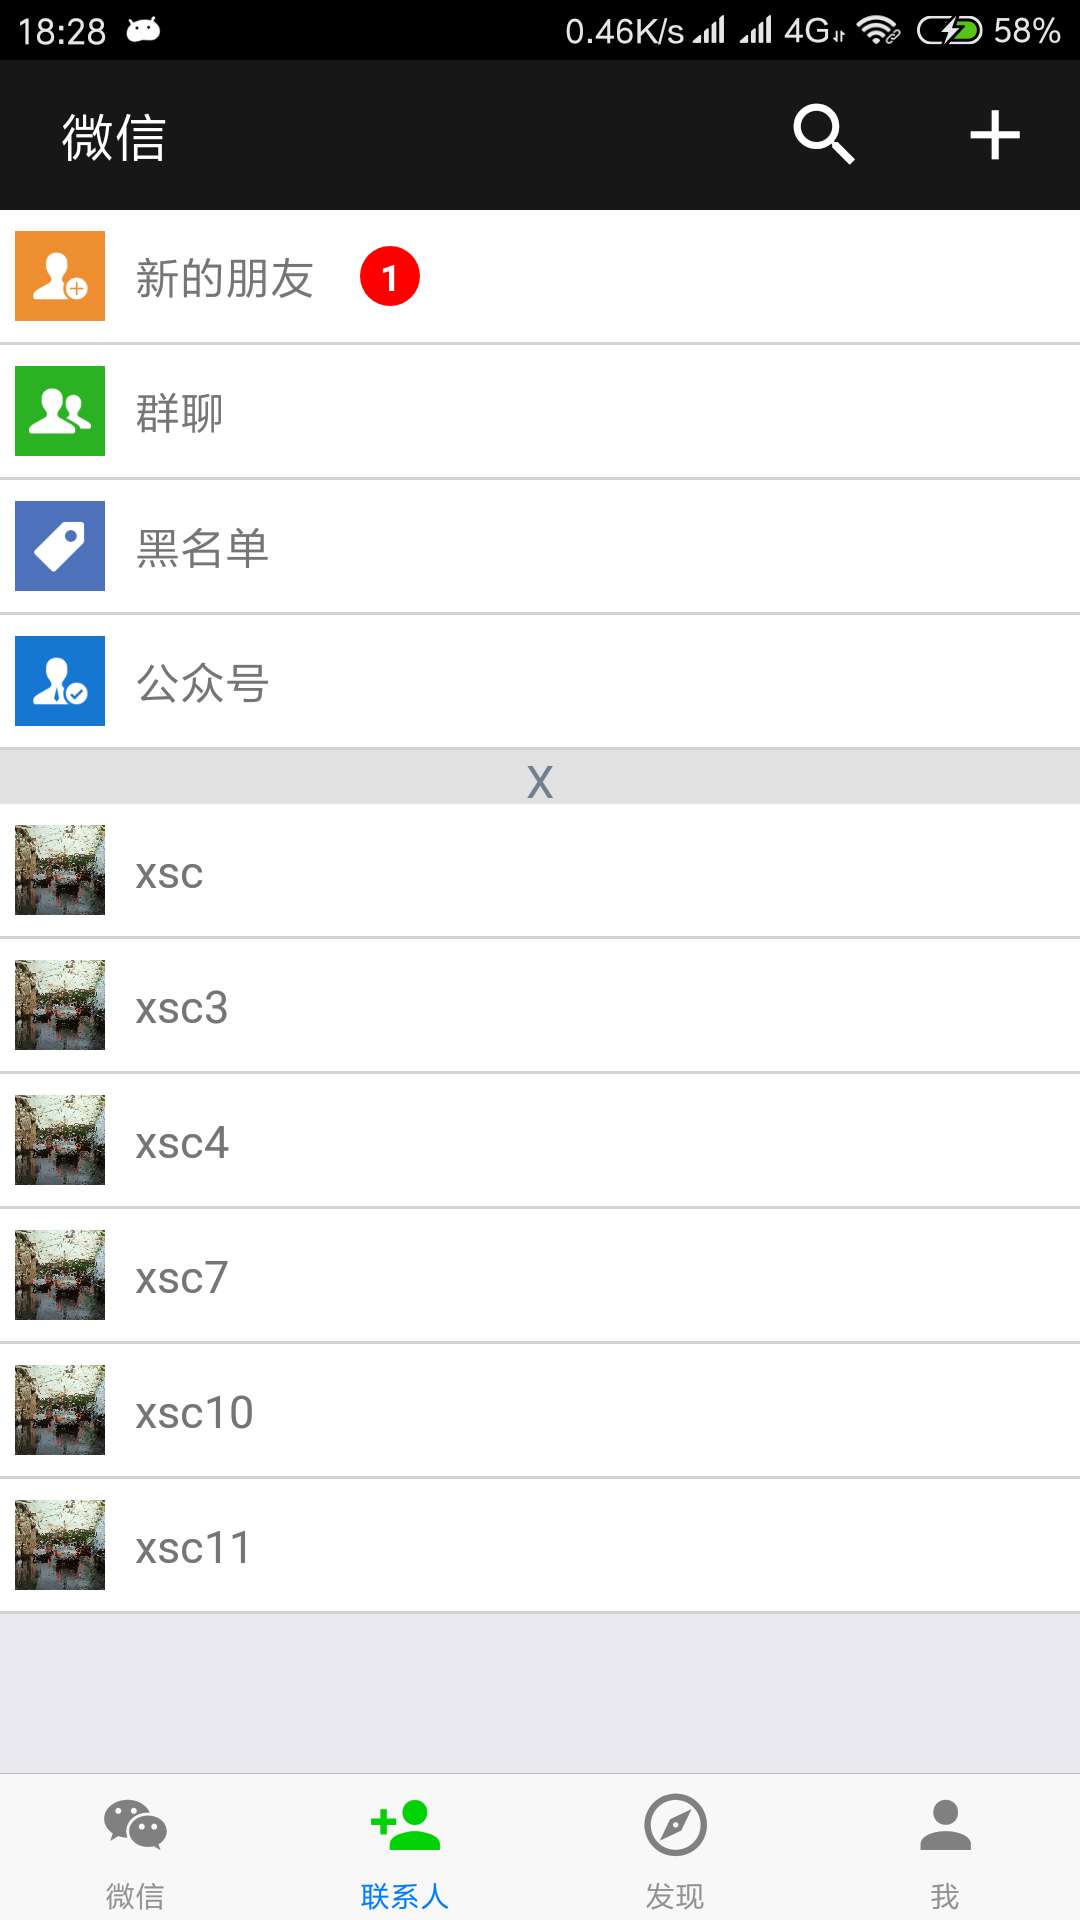 18:28 0.46K/s 4G 58%
微信
新的朋友 1
群聊
黑名单
公众号
X
xsc
xsc3
xsc4
xsc7
xsc10
xsc11
微信 联系人 发现 我